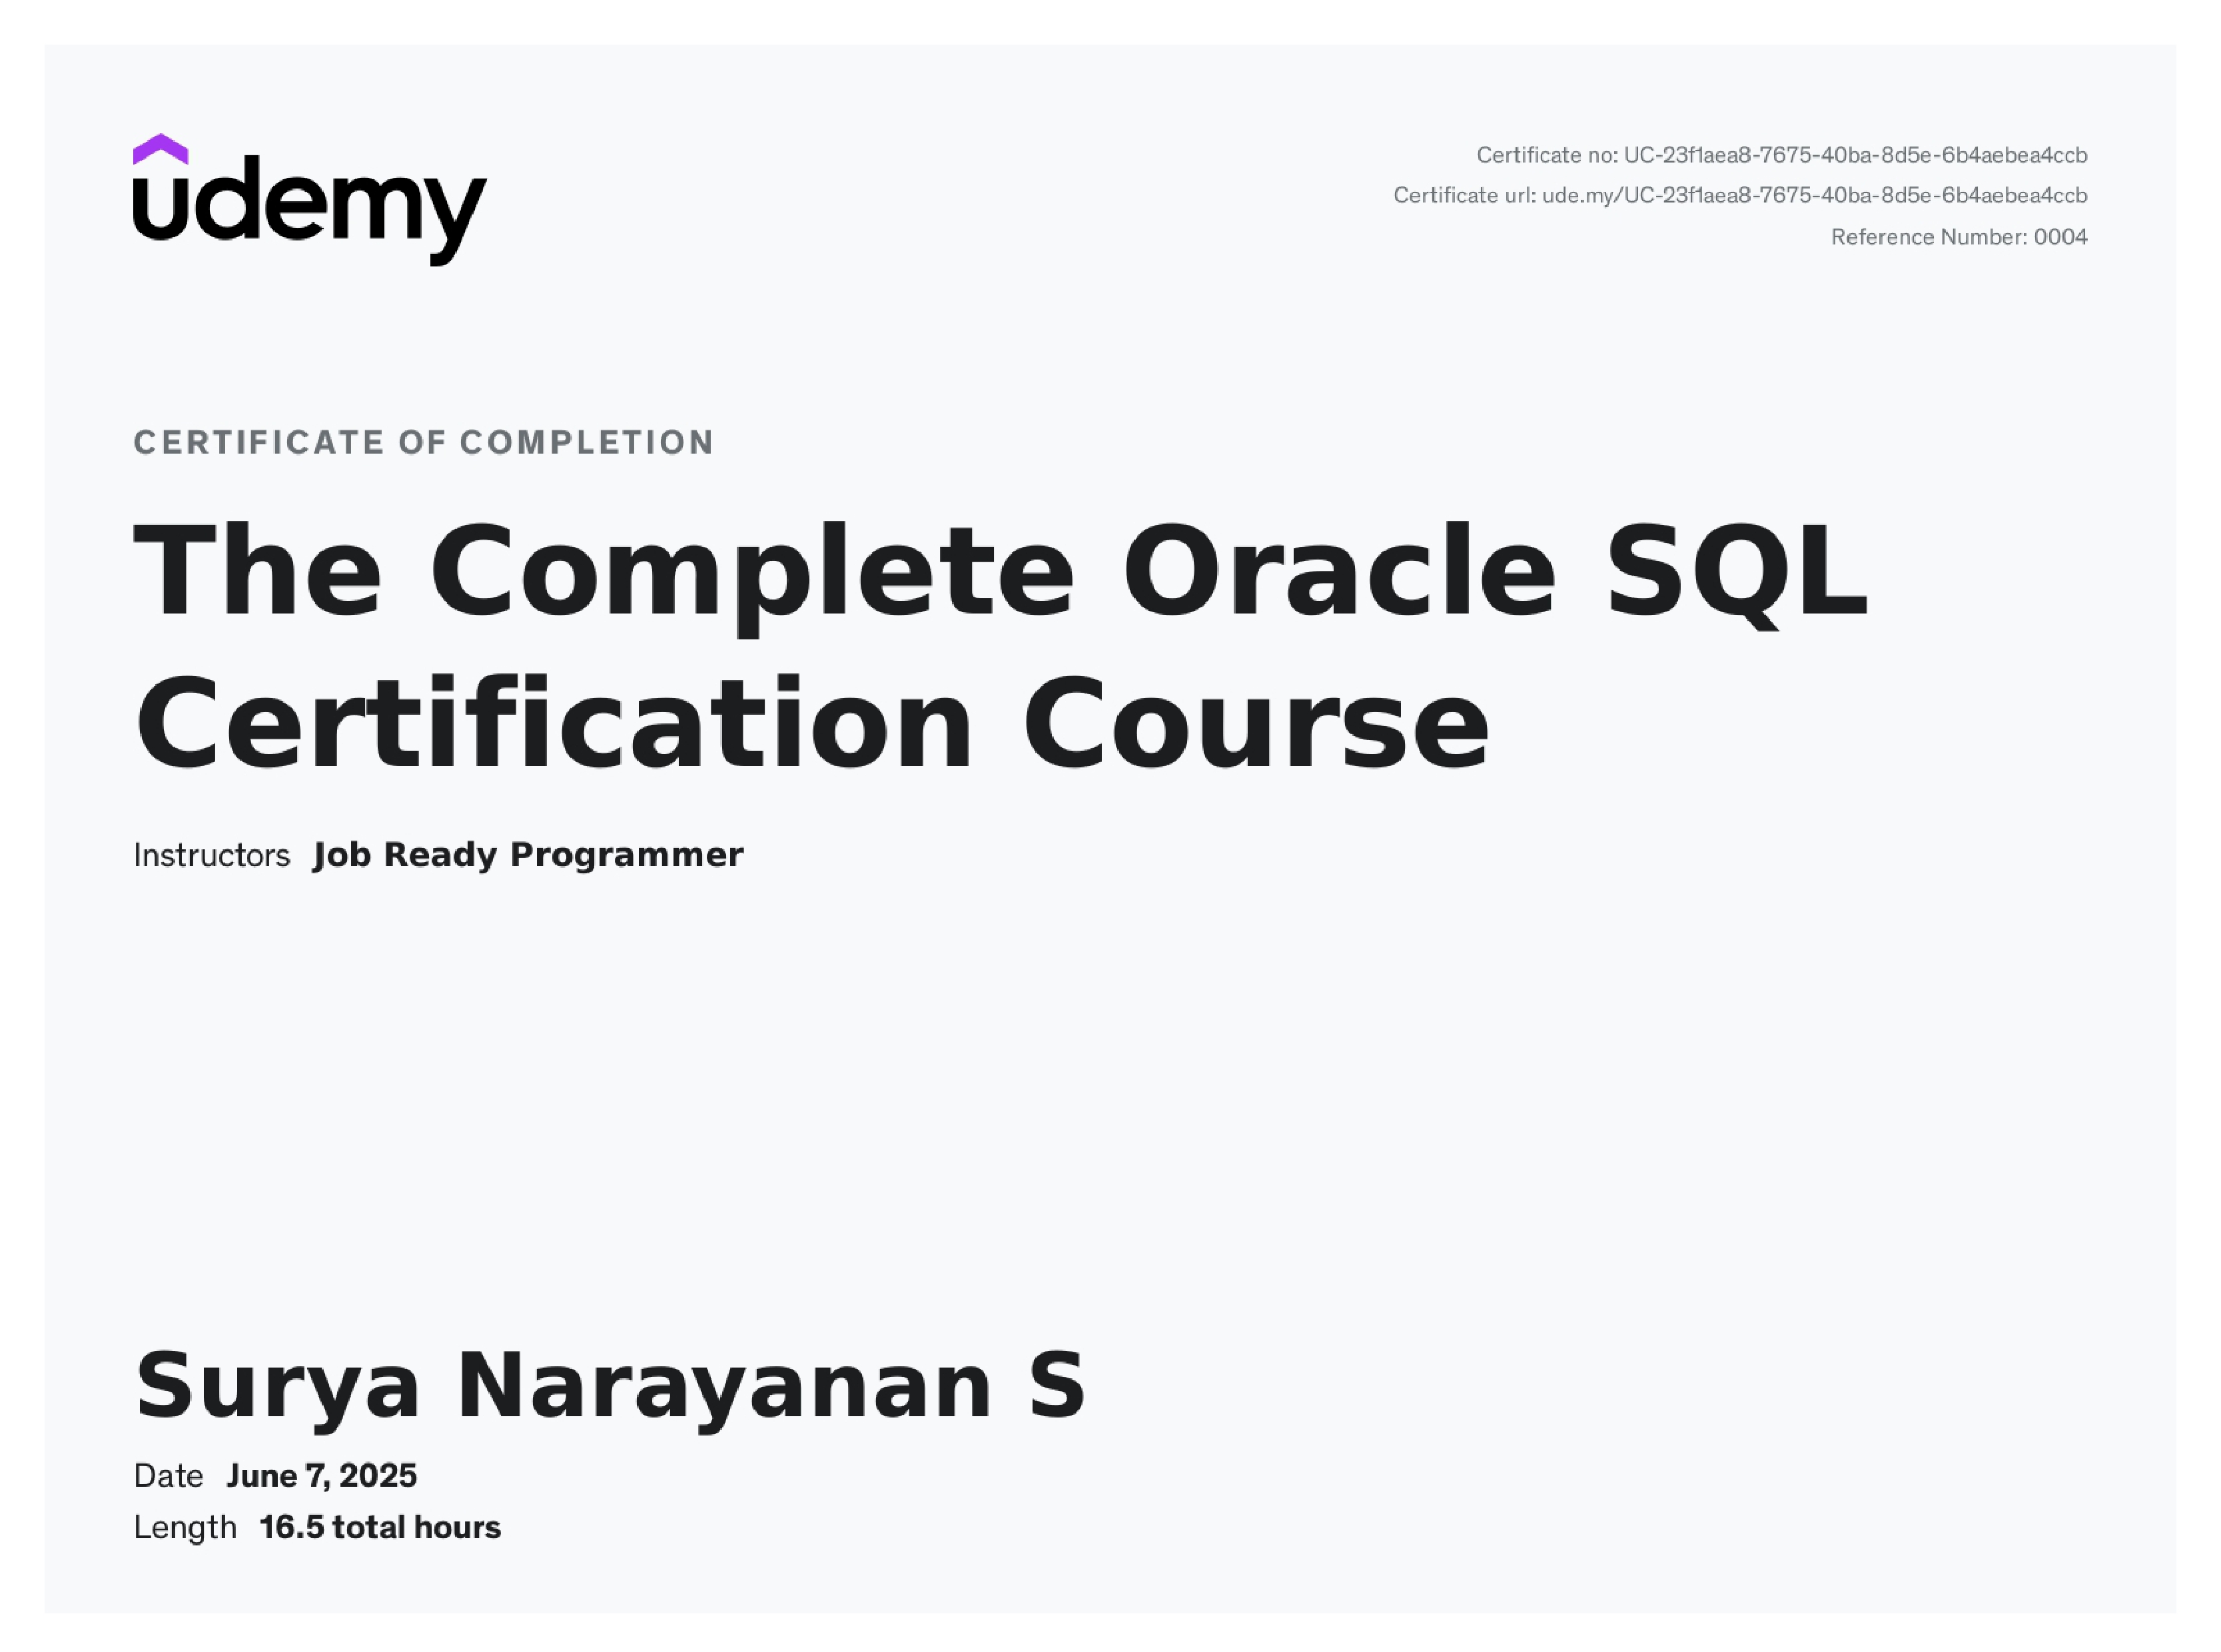 udemy
Certificate no: UC-23f1aea8-7675-40ba-8d5e-6b4aebea4ccb
Certificate url: ude.my/UC-23f1aea8-7675-40ba-8d5e-6b4aebea4ccb
Reference Number: 0004
CERTIFICATE OF COMPLETION
The Complete Oracle SQL
Certification Course
Instructors Job Ready Programmer
Surya Narayanan S
Date June 7, 2025
Length 16.5 total hours